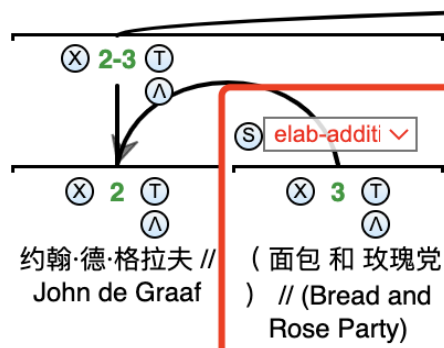 X 2-3 T
Λ
S elab-additi
X 2 T
Λ
X 3 T
Λ
约翰·德·格拉夫 //
John de Graaf
( 面包 和 玫瑰党
) // (Bread and
Rose Party)